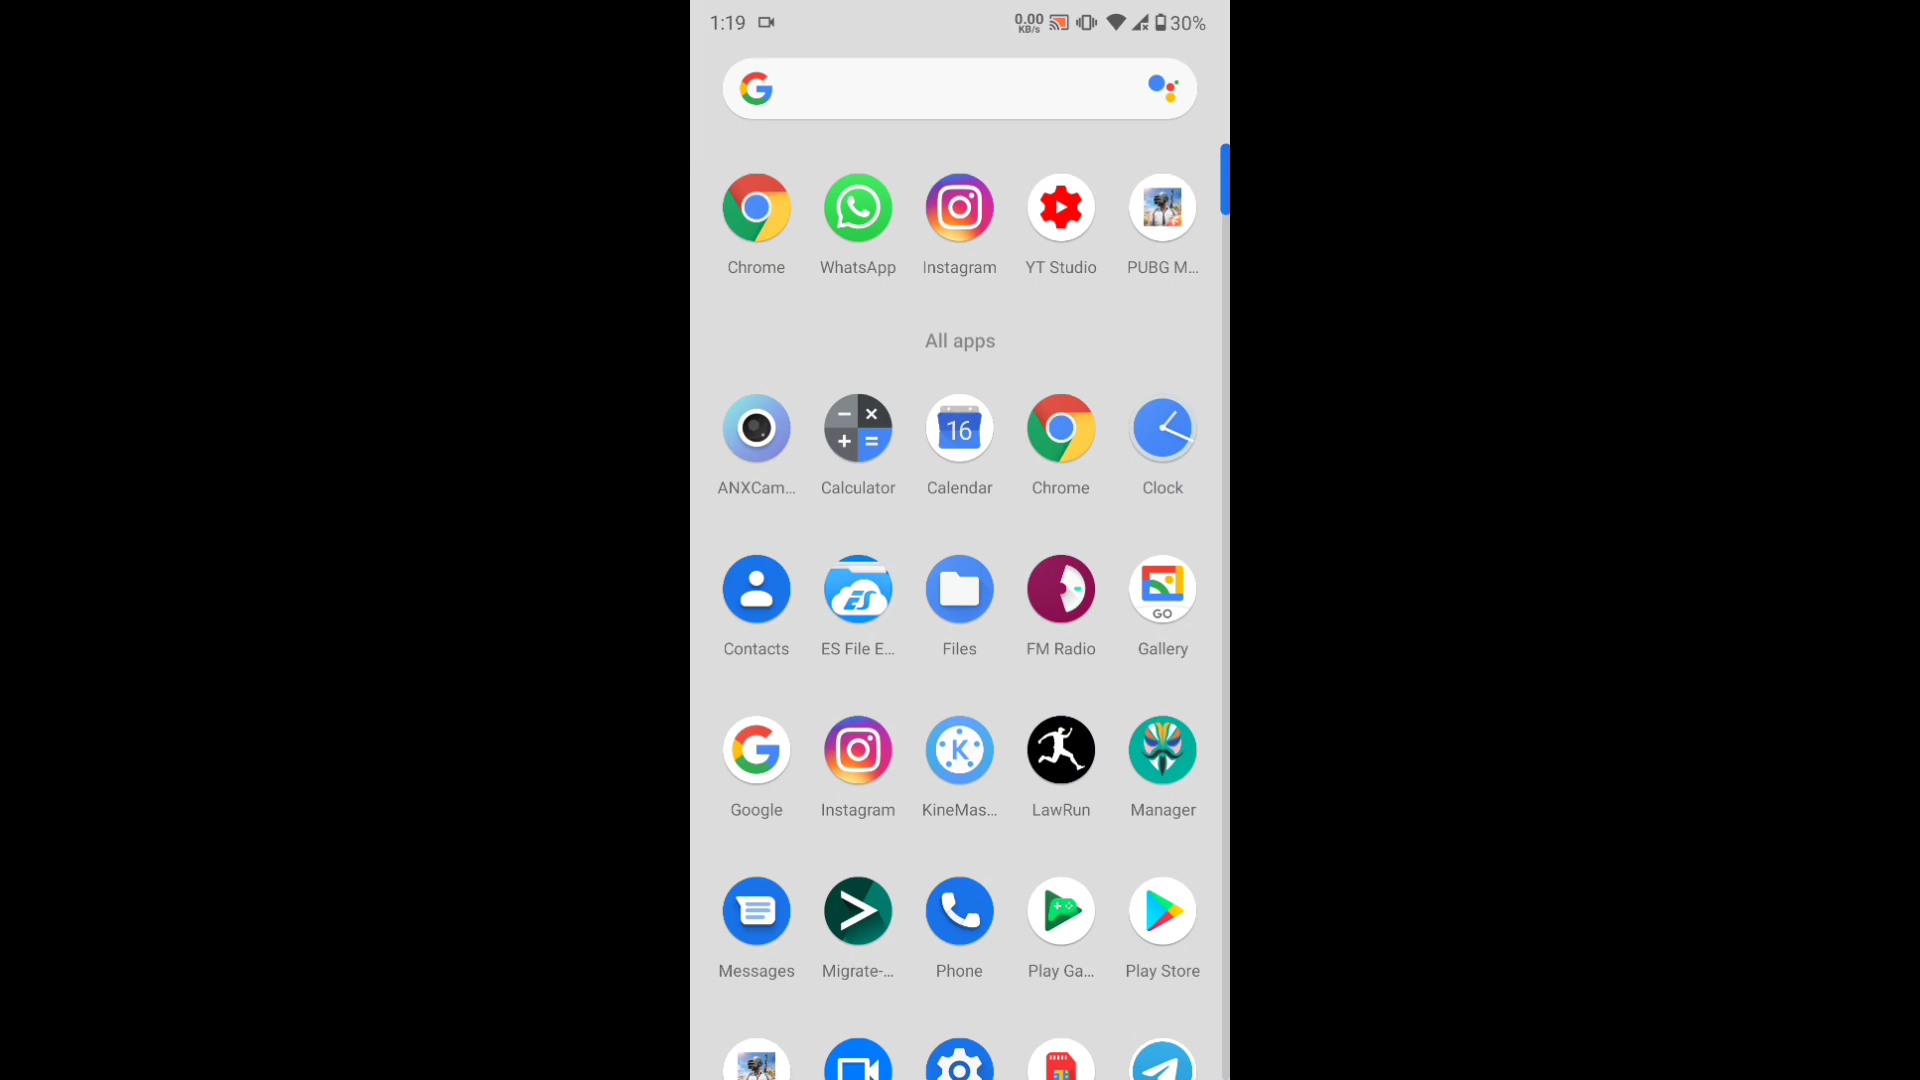 1:19 0.00 KB/s 30%
Chrome WhatsApp Instagram YT Studio PUBG M...
All apps
16
ANXCam... Calculator Calendar Chrome Clock
ES GO
Contacts ES File E... Files FM Radio Gallery
K
Google Instagram KineMas... LawRun Manager
Messages Migrate-... Phone Play Ga... Play Store